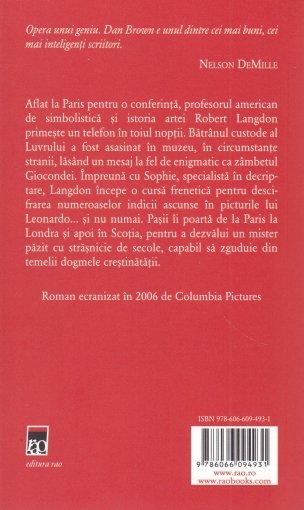 Opera unui geniu. Dan Brown e unul dintre cei mai buni, cei
mai inteligenți scriitori.
NELSON DEMILLE
Aflat la Paris pentru o conferință, profesorul american
de simbolistică și istoria artei Robert Langdon
primește un telefon în toiul nopții. Bătrânul custode al
Luvrului a fost asasinat în muzeu, în circumstanțe
stranii, lăsând un mesaj la fel de enigmatic ca zâmbetul
Giocondei. Împreună cu Sophie, specialistă în decrip-
tare, Langdon începe o cursă frenetică pentru desci-
frarea numeroaselor indicii ascunse în picturile lui
Leonardo... și nu numai. Pașii îi poartă de la Paris la
Londra și apoi în Scoția, pentru a dezvălui un mister
păzit cu strășnicie de secole, capabil să zguduie din
temelii dogmele creștinătății.
Roman ecranizat în 2006 de Columbia Pictures
ISBN 978-606-609-493-1
9 786066 094931
rao
editura rao
www.rao.ro
www.raobooks.com